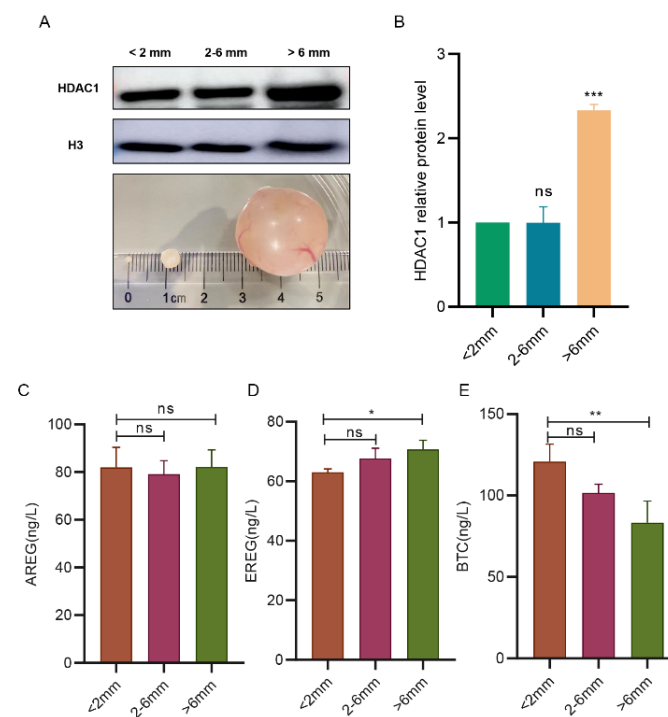 A
< 2 mm 2-6 mm > 6 mm
HDAC1
H3
0 1cm 2 3 4 5
B
HDAC1 relative protein level
3
2
1
0
ns
***
<2mm
2-6mm
>6mm
C
AREG(ng/L)
100
80
60
40
20
0
ns
ns
<2mm
2-6mm
>6mm
D
EREG(ng/L)
80
60
40
20
0
*
ns
<2mm
2-6mm
>6mm
E
BTC(ng/L)
150
100
50
0
**
ns
<2mm
2-6mm
>6mm